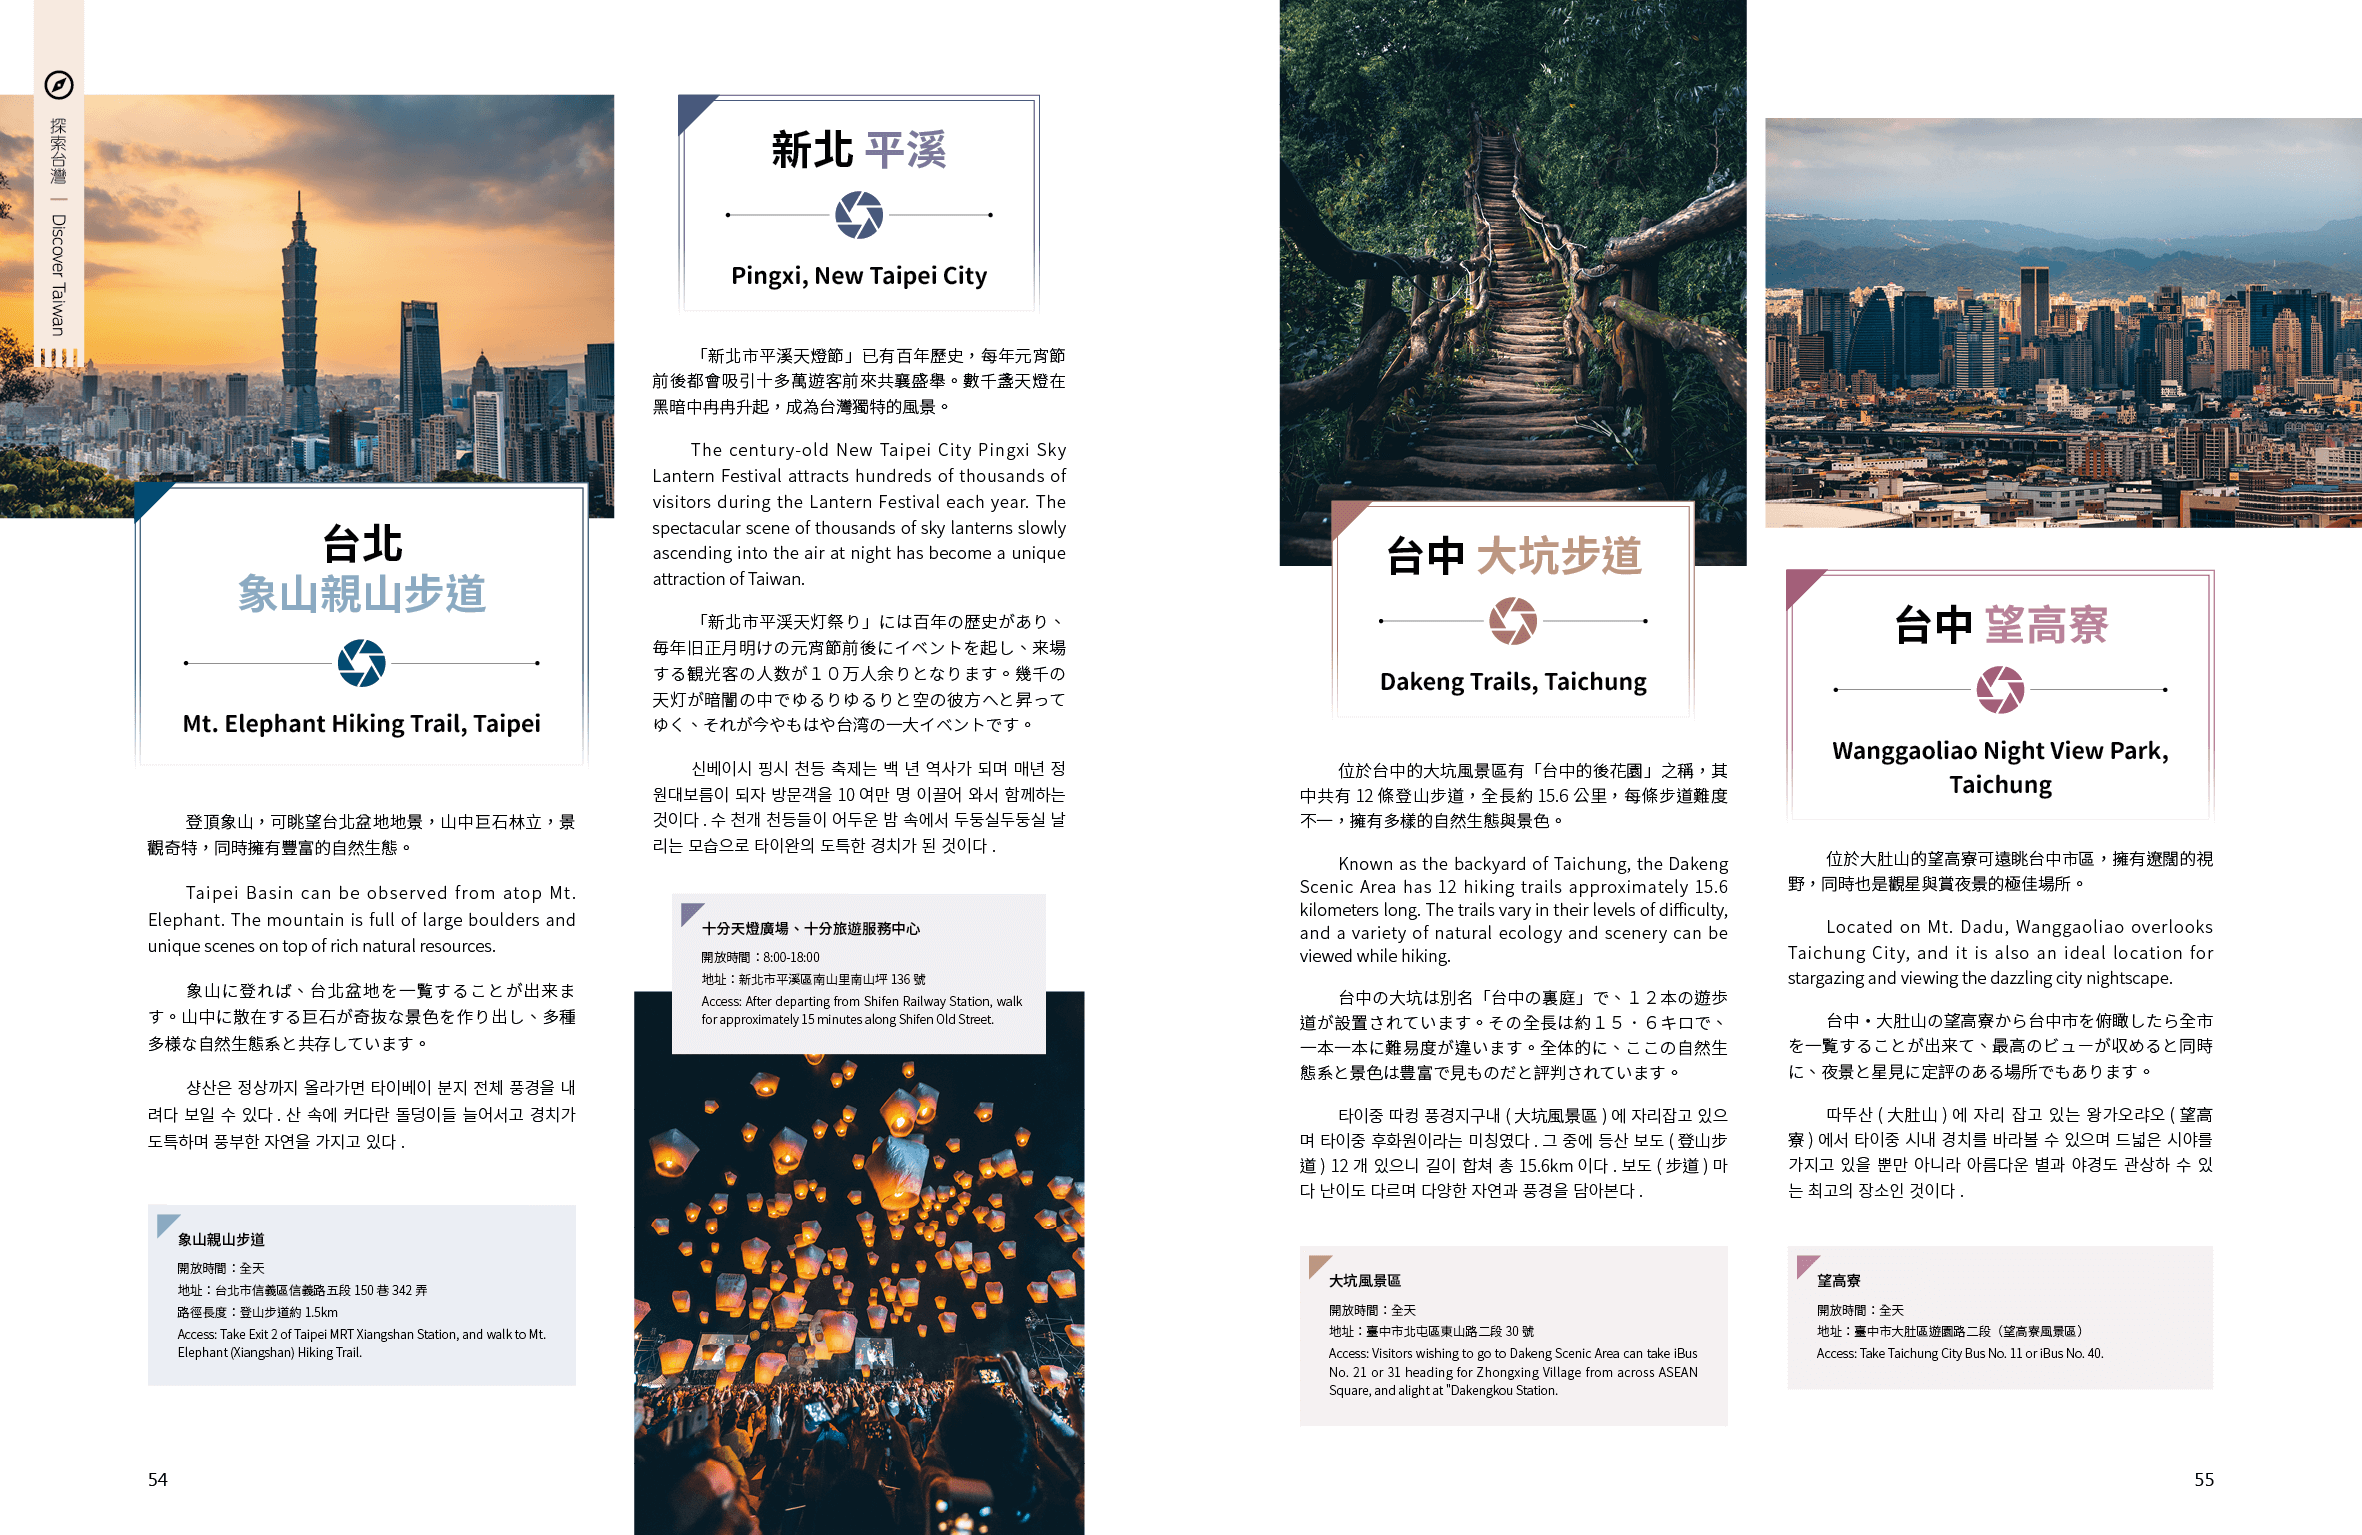 探索台灣 | Discover Taiwan
台北
象山親山步道
Mt. Elephant Hiking Trail, Taipei
登頂象山，可眺望台北盆地地景，山中巨石林立，景
觀奇特，同時擁有豐富的自然生態。
Taipei Basin can be observed from atop Mt.
Elephant. The mountain is full of large boulders and
unique scenes on top of rich natural resources.
象山に登れば、台北盆地を一覧することが出来ま
す。山中に散在する巨石が奇抜な景色を作り出し、多種
多様な自然生態系と共存しています。
샹산은 정상까지 올라가면 타이베이 분지 전체 풍경을 내
려다 보일 수 있다 . 산 속에 커다란 돌덩이들 늘어서고 경치가
도특하며 풍부한 자연을 가지고 있다 .
象山親山步道
開放時間：全天
地址：台北市信義區信義路五段 150 巷 342 弄
路徑長度：登山步道約 1.5km
Access: Take Exit 2 of Taipei MRT Xiangshan Station, and walk to Mt.
Elephant (Xiangshan) Hiking Trail.
54
新北 平溪
Pingxi, New Taipei City
「新北市平溪天燈節」已有百年歷史，每年元宵節
前後都會吸引十多萬遊客前來共襄盛舉。數千盞天燈在
黑暗中冉冉升起，成為台灣獨特的風景。
The century-old New Taipei City Pingxi Sky
Lantern Festival attracts hundreds of thousands of
visitors during the Lantern Festival each year. The
spectacular scene of thousands of sky lanterns slowly
ascending into the air at night has become a unique
attraction of Taiwan.
「新北市平渓天灯祭り」には百年の歴史があり、
毎年旧正月明けの元宵節前後にイベントを起し、来場
する観光客の人数が１０万人余りとなります。幾千の
天灯が暗闇の中でゆるりゆるりと空の彼方へと昇って
ゆく、それが今やもはや台湾の一大イベントです。
신베이시 핑시 천등 축제는 백 년 역사가 되며 매년 정
원대보름이 되자 방문객을 10 여만 명 이끌어 와서 함께하는
것이다 . 수 천개 천등들이 어두운 밤 속에서 두둥실두둥실 날
리는 모습으로 타이완의 도특한 경치가 된 것이다 .
十分天燈廣場、十分旅遊服務中心
開放時間：8:00-18:00
地址：新北市平溪區南山里南山坪 136 號
Access: After departing from Shifen Railway Station, walk
for approximately 15 minutes along Shifen Old Street.
台中 大坑步道
Dakeng Trails, Taichung
位於台中的大坑風景區有「台中的後花園」之稱，其
中共有 12 條登山步道，全長約 15.6 公里，每條步道難度
不一，擁有多樣的自然生態與景色。
Known as the backyard of Taichung, the Dakeng
Scenic Area has 12 hiking trails approximately 15.6
kilometers long. The trails vary in their levels of difficulty,
and a variety of natural ecology and scenery can be
viewed while hiking.
台中の大坑は別名「台中の裏庭」で、１２本の遊歩
道が設置されています。その全長は約１５．６キロで、
一本一本に難易度が違います。全体的に、ここの自然生
態系と景色は豊富で見ものだと評判されています。
타이중 따컹 풍경지구내 ( 大坑風景區 ) 에 자리잡고 있으
며 타이중 후화원이라는 미칭였다 . 그 중에 등산 보도 ( 登山步
道 ) 12 개 있으니 길이 합쳐 총 15.6km 이다 . 보도 ( 步道 ) 마
다 난이도 다르며 다양한 자연과 풍경을 담아본다 .
大坑風景區
開放時間：全天
地址：臺中市北屯區東山路二段 30 號
Access: Visitors wishing to go to Dakeng Scenic Area can take iBus
No. 21 or 31 heading for Zhongxing Village from across ASEAN
Square, and alight at "Dakengkou Station.
台中 望高寮
Wanggaoliao Night View Park,
Taichung
位於大肚山的望高寮可遠眺台中市區，擁有遼闊的視
野，同時也是觀星與賞夜景的極佳場所。
Located on Mt. Dadu, Wanggaoliao overlooks
Taichung City, and it is also an ideal location for
stargazing and viewing the dazzling city nightscape.
台中・大肚山の望高寮から台中市を俯瞰したら全市
を一覧することが出来て、最高のビューが収めると同時
に、夜景と星見に定評のある場所でもあります。
따뚜산 ( 大肚山 ) 에 자리 잡고 있는 왕가오랴오 ( 望高
寮 ) 에서 타이중 시내 경치를 바라볼 수 있으며 드넓은 시야를
가지고 있을 뿐만 아니라 아름다운 별과 야경도 관상하 수 있
는 최고의 장소인 것이다 .
望高寮
開放時間：全天
地址：臺中市大肚區遊園路二段（望高寮風景區）
Access: Take Taichung City Bus No. 11 or iBus No. 40.
55